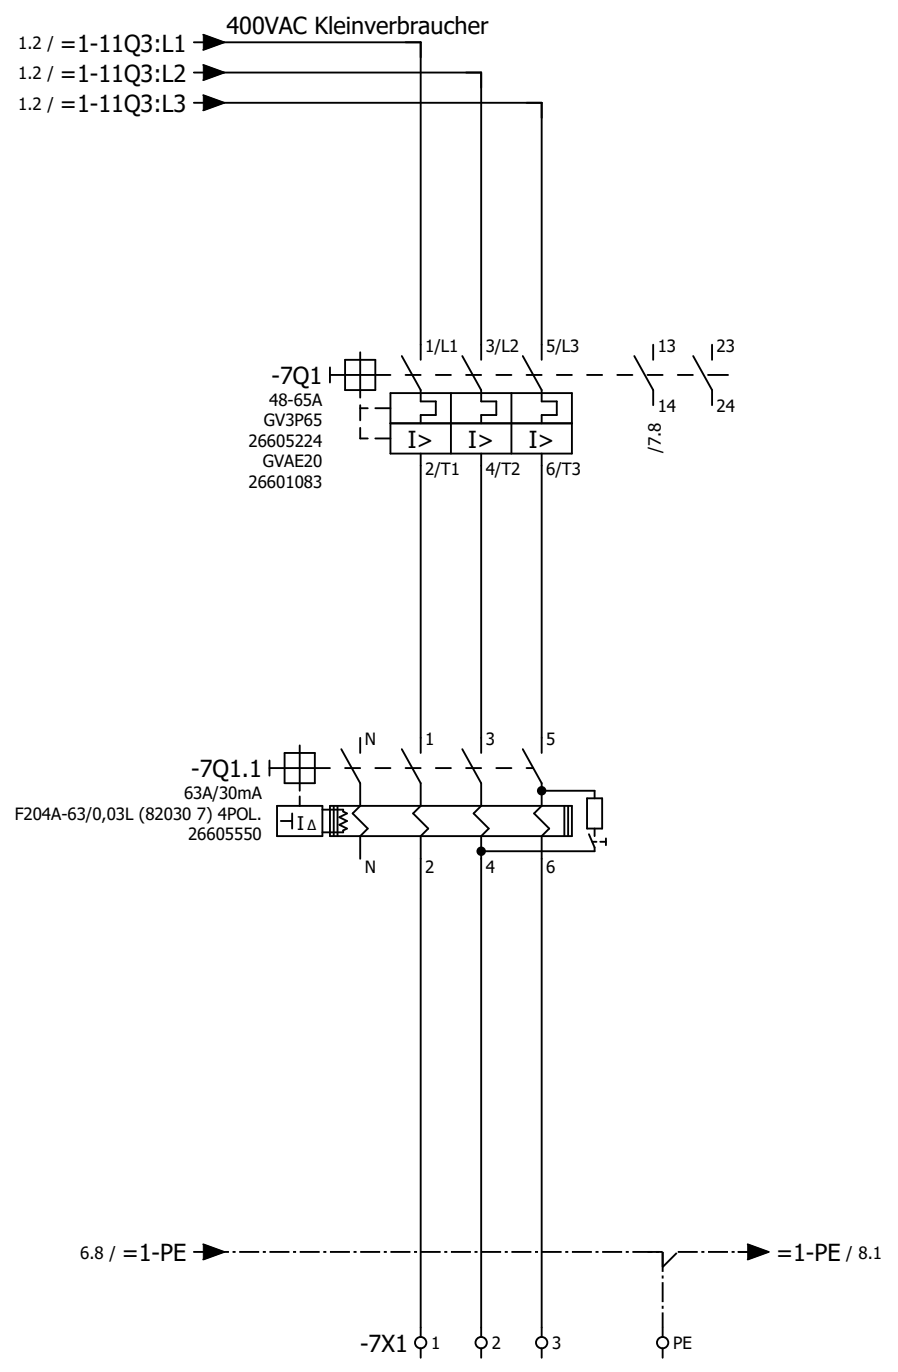 400VAC Kleinverbraucher
1.2 / =1-11Q3:L1
1.2 / =1-11Q3:L2
1.2 / =1-11Q3:L3
1/L1 3/L2 5/L3 13 23
-7Q1
48-65A
GV3P65
26605224
GVAE20
26601083
14 24
/7.8
I> I> I>
2/T1 4/T2 6/T3
N 1 3 5
-7Q1.1
63A/30mA
F204A-63/0,03L (82030 7) 4POL.
26605550
I Δ
N 2 4 6
6.8 / =1-PE
=1-PE / 8.1
-7X1 1 2 3 PE